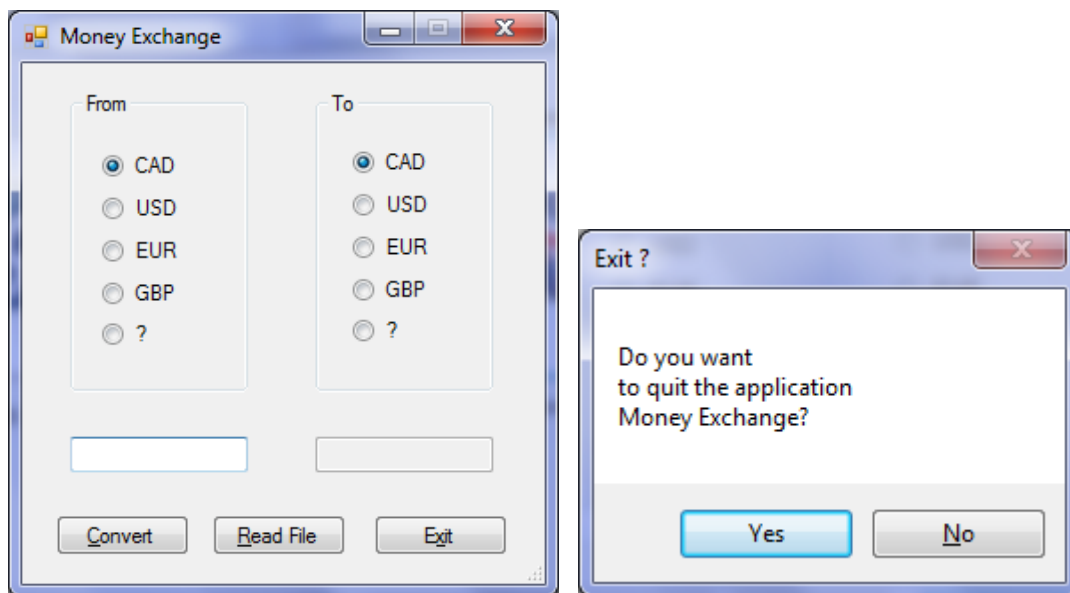 Money Exchange
From
To
CAD
CAD
USD
USD
EUR
EUR
GBP
GBP
?
?
Convert
Read File
Exit
Exit ?
Do you want
to quit the application
Money Exchange?
Yes
No